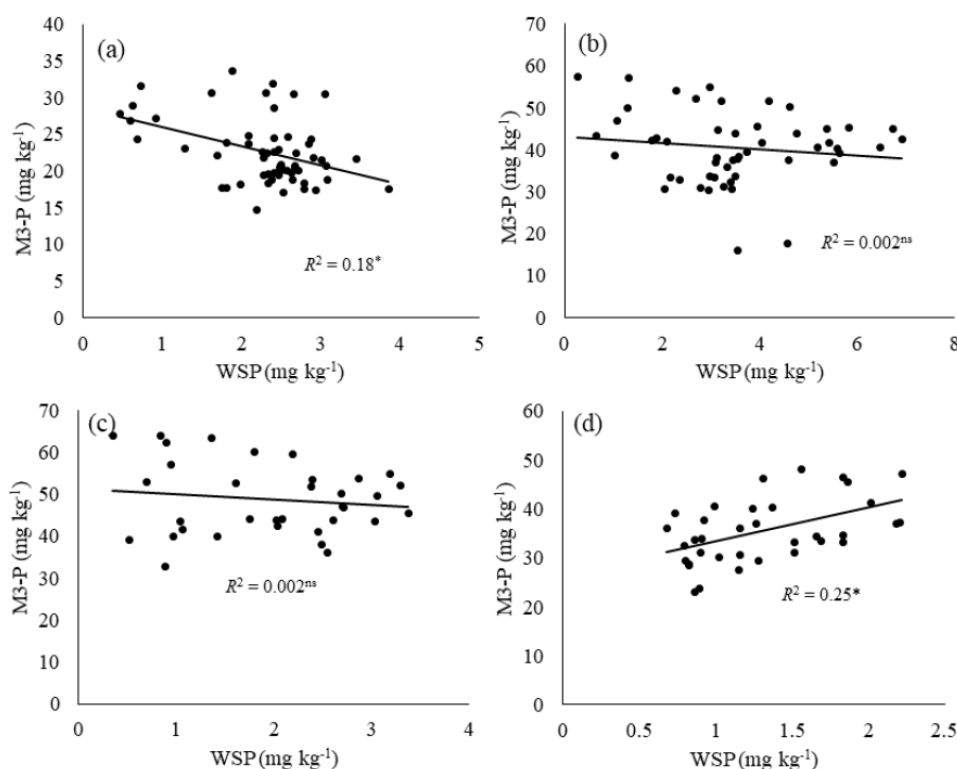 (a)
40
35
30
25
20
15
10
5
0
M3-P (mg kg⁻¹)
R² = 0.18*
0 1 2 3 4 5
WSP (mg kg⁻¹)
(b)
70
60
50
40
30
20
10
0
M3-P (mg kg⁻¹)
R² = 0.002ns
0 2 4 6 8
WSP (mg kg⁻¹)
(c)
70
60
50
40
30
20
10
0
M3-P (mg kg⁻¹)
R² = 0.002ns
0 1 2 3 4
WSP (mg kg⁻¹)
(d)
60
50
40
30
20
10
0
M3-P (mg kg⁻¹)
R² = 0.25*
0 0.5 1 1.5 2 2.5
WSP (mg kg⁻¹)